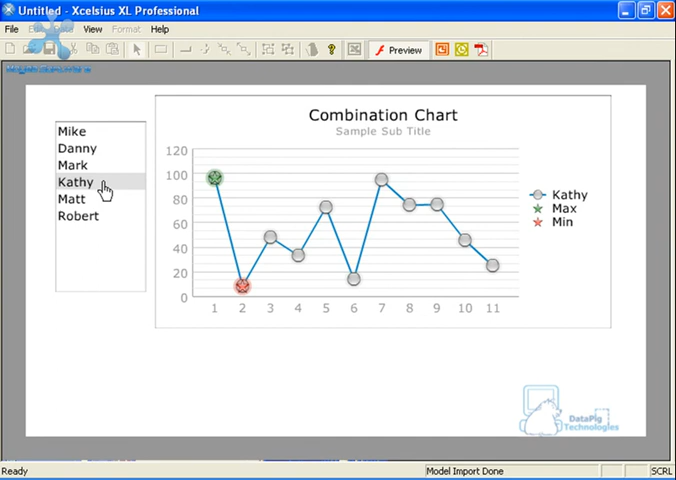 Untitled - Xcelsius XL Professional
File
View Format Help
Preview
Mike
Danny
Mark
Kathy
Matt
Robert
Combination Chart
Sample Sub Title
120
100
80
60
40
20
0
1 2 3 4 5 6 7 8 9 10 11
Kathy
Max
Min
DataPig
Technologies
Ready
Model Import Done
SCRL